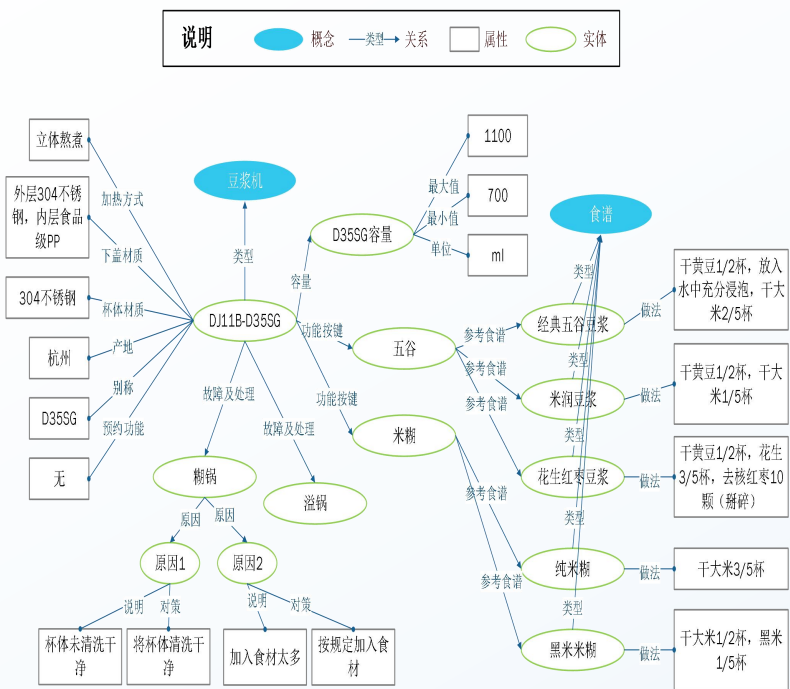 说明
概念
类型
关系
属性
实体
立体熬煮
外层304不锈
钢，内层食品
级PP
304不锈钢
杭州
D35SG
无
加热方式
下盖材质
杯体材质
产地
别称
预约功能
豆浆机
类型
DJ11B-D35SG
容量
D35SG容量
最大值
最小值
单位
1100
700
ml
功能按键
功能按键
五谷
米糊
故障及处理
故障及处理
糊锅
溢锅
原因
原因
原因1
原因2
说明
对策
说明
对策
杯体未清洗干
净
将杯体清洗干
净
加入食材太多
按规定加入食
材
参考食谱
参考食谱
参考食谱
参考食谱
参考食谱
食谱
类型
类型
类型
类型
类型
经典五谷豆浆
米润豆浆
花生红枣豆浆
纯米糊
黑米米糊
做法
做法
做法
做法
做法
干黄豆1/2杯，放入
水中充分浸泡，干大
米2/5杯
干黄豆1/2杯，干大
米1/5杯
干黄豆1/2杯，花生
3/5杯，去核红枣10
颗（掰碎）
干大米3/5杯
干大米1/2杯，黑米
1/5杯